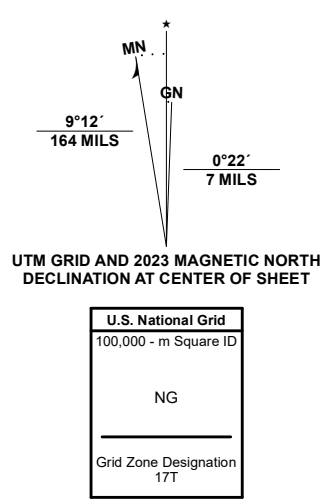 MN
GN
9°12´
164 MILS
0°22´
7 MILS
UTM GRID AND 2023 MAGNETIC NORTH
DECLINATION AT CENTER OF SHEET
U.S. National Grid
100,000 - m Square ID
NG
Grid Zone Designation
17T